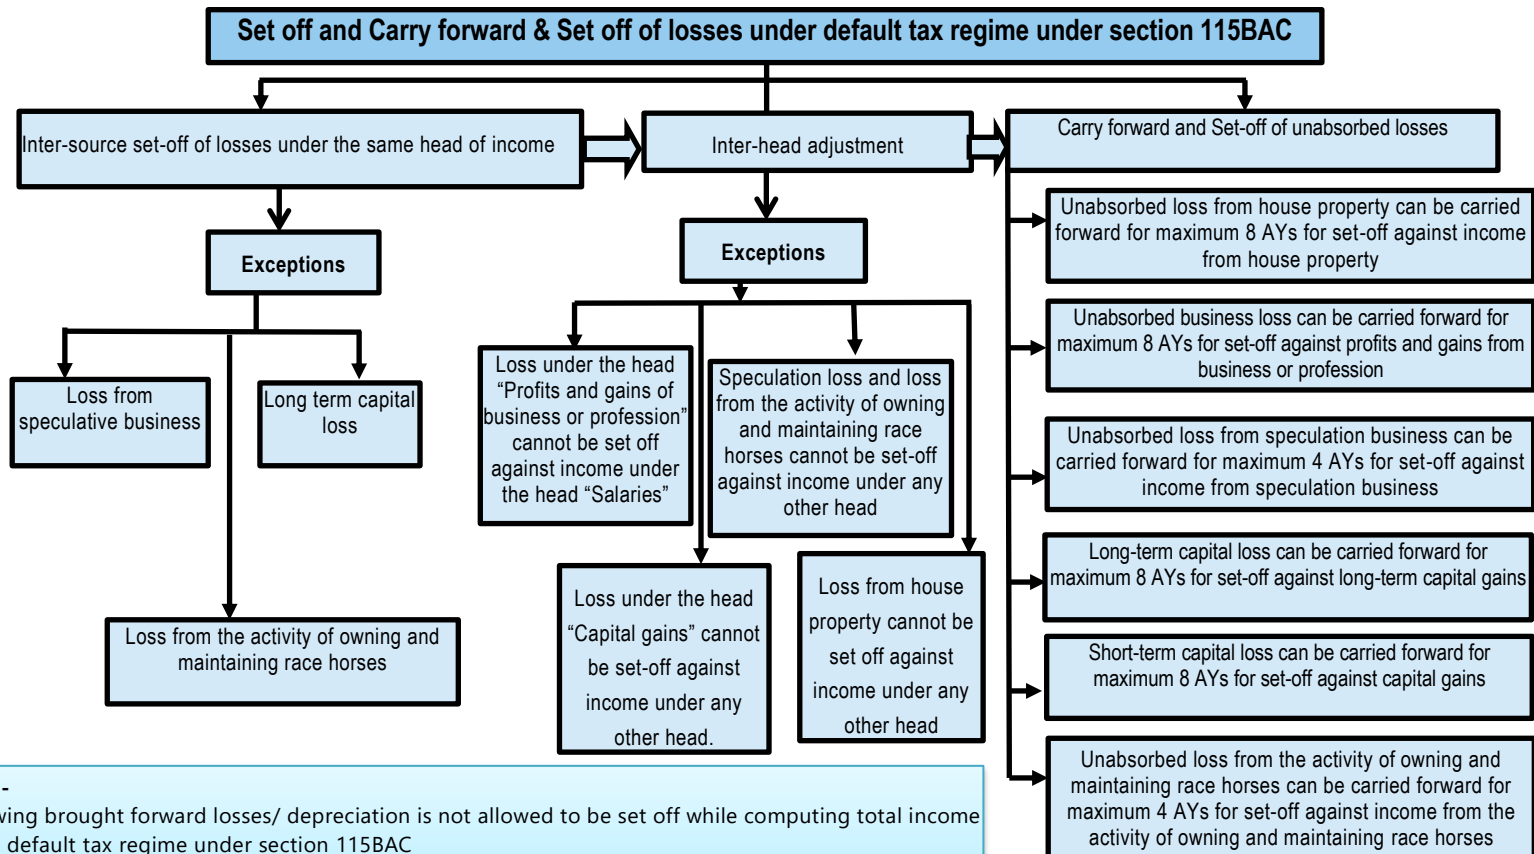 Set off and Carry forward & Set off of losses under default tax regime under section 115BAC
Inter-source set-off of losses under the same head of income
Inter-head adjustment
Carry forward and Set-off of unabsorbed losses
Exceptions
Loss from
speculative business
Long term capital
loss
Loss from the activity of owning and
maintaining race horses
Exceptions
Loss under the head
“Profits and gains of
business or profession”
cannot be set off
against income under
the head “Salaries”
Speculation loss and loss
from the activity of owning
and maintaining race
horses cannot be set-off
against income under any
other head
Loss under the head
“Capital gains” cannot
be set-off against
income under any
other head.
Loss from house
property cannot be
set off against
income under any
other head
Unabsorbed loss from house property can be carried
forward for maximum 8 AYs for set-off against income
from house property
Unabsorbed business loss can be carried forward for
maximum 8 AYs for set-off against profits and gains from
business or profession
Unabsorbed loss from speculation business can be
carried forward for maximum 4 AYs for set-off against
income from speculation business
Long-term capital loss can be carried forward for
maximum 8 AYs for set-off against long-term capital gains
Short-term capital loss can be carried forward for
maximum 8 AYs for set-off against capital gains
Unabsorbed loss from the activity of owning and
maintaining race horses can be carried forward for
maximum 4 AYs for set-off against income from the
activity of owning and maintaining race horses
-
wing brought forward losses/ depreciation is not allowed to be set off while computing total income
default tax regime under section 115BAC